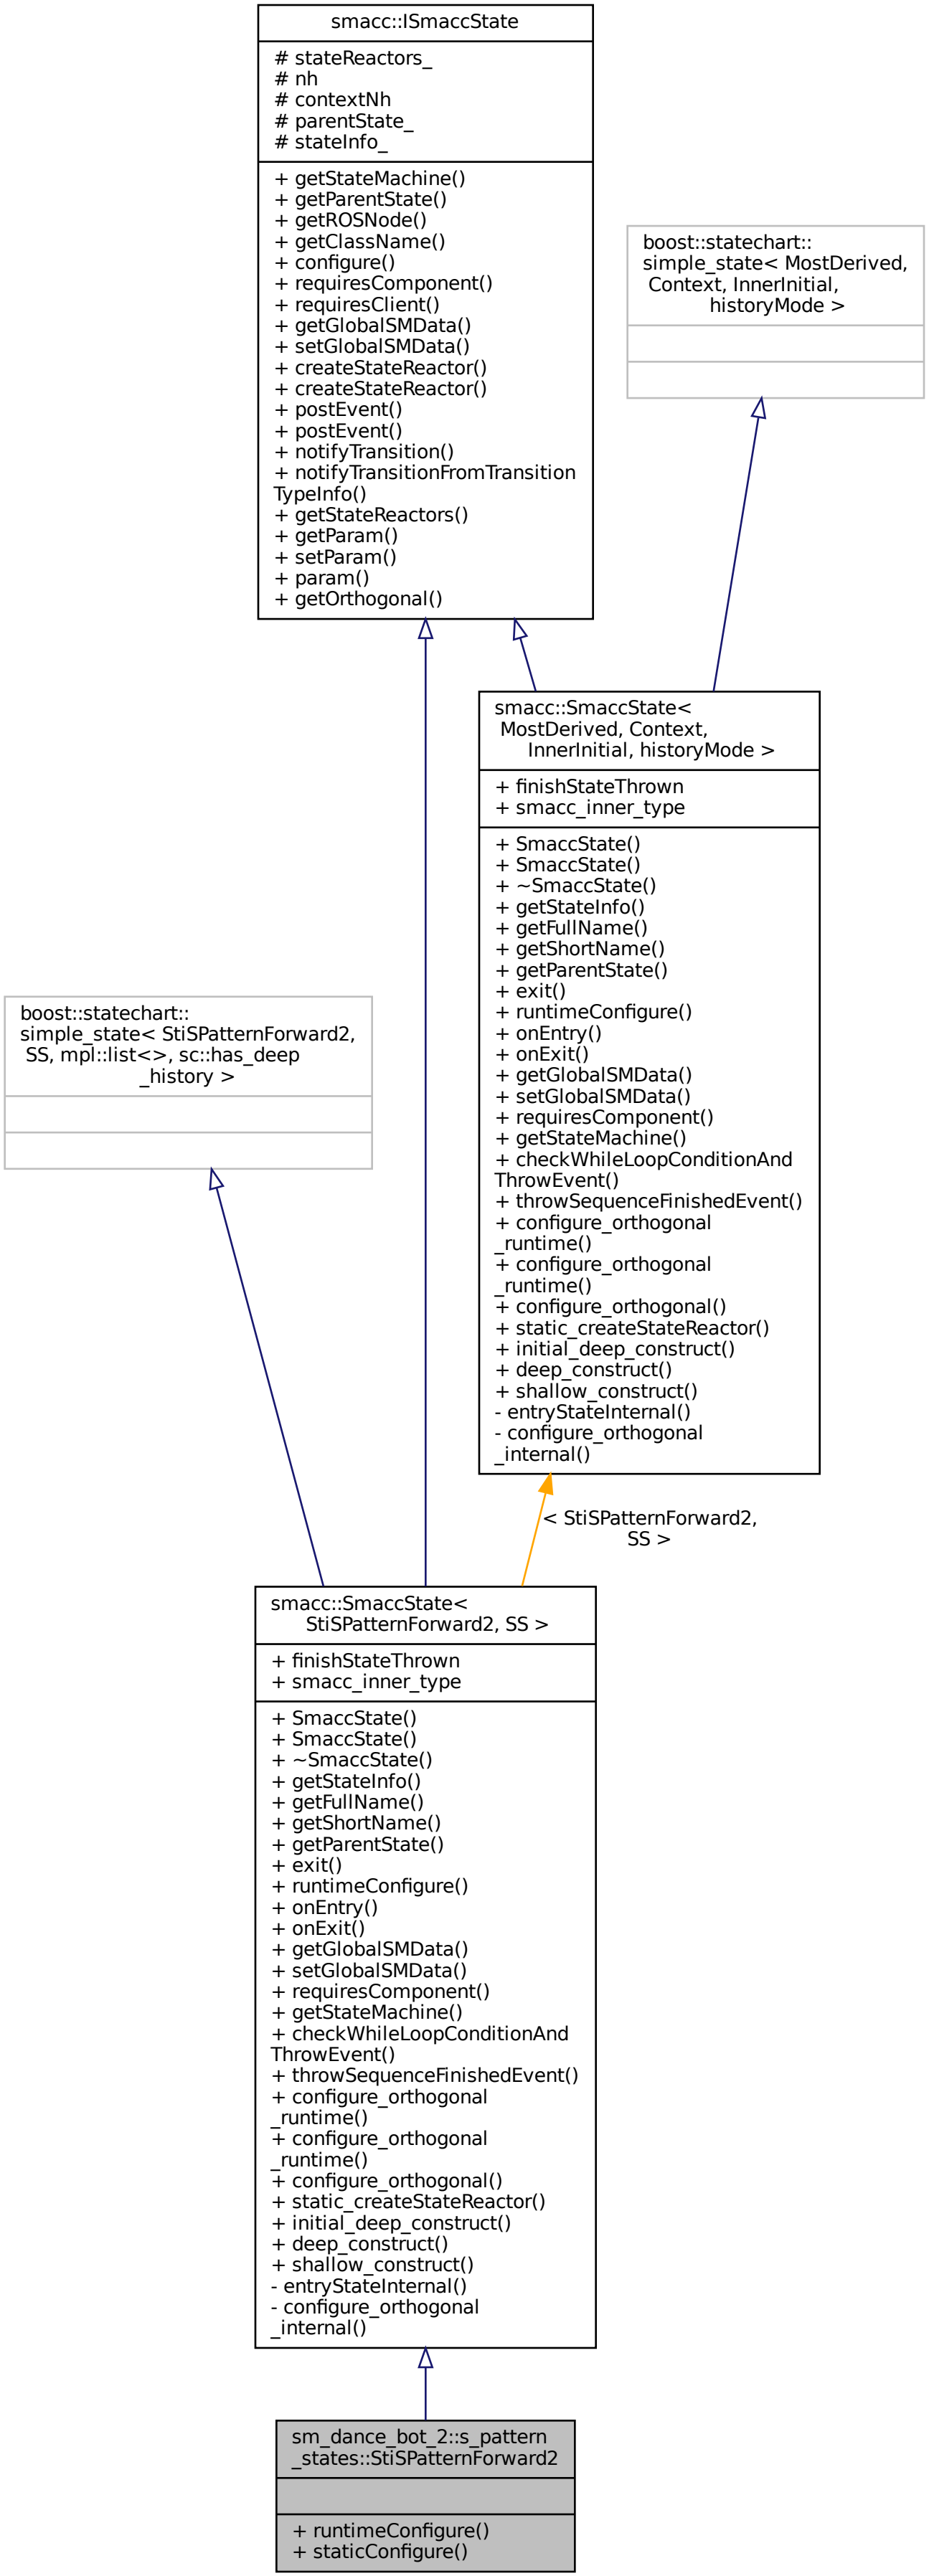 smacc::ISmaccState
# stateReactors_
# nh
# contextNh
# parentState_
# stateInfo_
+ getStateMachine()
+ getParentState()
+ getROSNode()
+ getClassName()
+ configure()
+ requiresComponent()
+ requiresClient()
+ getGlobalSMData()
+ setGlobalSMData()
+ createStateReactor()
+ createStateReactor()
+ postEvent()
+ postEvent()
+ notifyTransition()
+ notifyTransitionFromTransition
TypeInfo()
+ getStateReactors()
+ getParam()
+ setParam()
+ param()
+ getOrthogonal()
boost::statechart::
simple_state< MostDerived,
Context, InnerInitial,
historyMode >
smacc::SmaccState<
MostDerived, Context,
InnerInitial, historyMode >
+ finishStateThrown
+ smacc_inner_type
+ SmaccState()
+ SmaccState()
+ ~SmaccState()
+ getStateInfo()
+ getFullName()
+ getShortName()
+ getParentState()
+ exit()
+ runtimeConfigure()
+ onEntry()
+ onExit()
+ getGlobalSMData()
+ setGlobalSMData()
+ requiresComponent()
+ getStateMachine()
+ checkWhileLoopConditionAnd
ThrowEvent()
+ throwSequenceFinishedEvent()
+ configure_orthogonal
_runtime()
+ configure_orthogonal
_runtime()
+ configure_orthogonal()
+ static_createStateReactor()
+ initial_deep_construct()
+ deep_construct()
+ shallow_construct()
- entryStateInternal()
- configure_orthogonal
_internal()
boost::statechart::
simple_state< StiSPatternForward2,
SS, mpl::list<>, sc::has_deep
_history >
< StiSPatternForward2,
SS >
smacc::SmaccState<
StiSPatternForward2, SS >
+ finishStateThrown
+ smacc_inner_type
+ SmaccState()
+ SmaccState()
+ ~SmaccState()
+ getStateInfo()
+ getFullName()
+ getShortName()
+ getParentState()
+ exit()
+ runtimeConfigure()
+ onEntry()
+ onExit()
+ getGlobalSMData()
+ setGlobalSMData()
+ requiresComponent()
+ getStateMachine()
+ checkWhileLoopConditionAnd
ThrowEvent()
+ throwSequenceFinishedEvent()
+ configure_orthogonal
_runtime()
+ configure_orthogonal
_runtime()
+ configure_orthogonal()
+ static_createStateReactor()
+ initial_deep_construct()
+ deep_construct()
+ shallow_construct()
- entryStateInternal()
- configure_orthogonal
_internal()
sm_dance_bot_2::s_pattern
_states::StiSPatternForward2
+ runtimeConfigure()
+ staticConfigure()